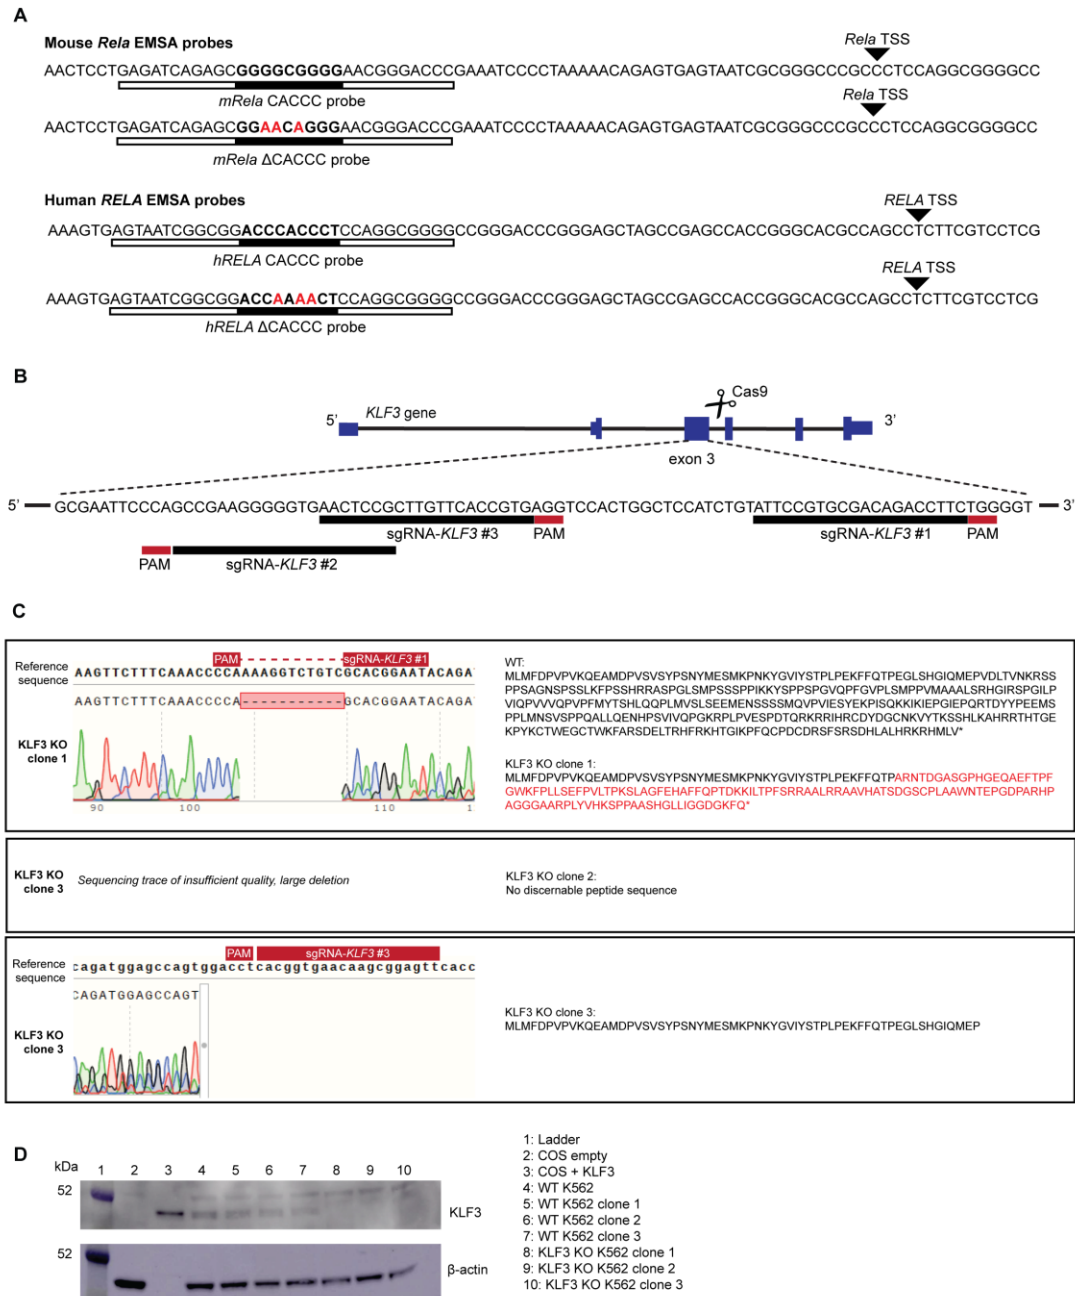 A
Mouse Rela EMSA probes
Rela TSS
AACTCCTGAGATCAGAGCGGGGCGGGGAACGGGACCCGAAATCCCCTAAAAACAGAGTGAGTAATCGCGGGCCCGCCCTCCAGGCGGGGCC
mRela CACCC probe
Rela TSS
AACTCCTGAGATCAGAGCGGAACAGGGAACGGGACCCGAAATCCCCTAAAAACAGAGTGAGTAATCGCGGGCCCGCCCTCCAGGCGGGGCC
mRela ΔCACCC probe
Human RELA EMSA probes
RELA TSS
AAAGTGAGTAATCGGCGGACCCACCCTCCAGGCGGGGCCGGGACCCGGGAGCTAGCCGAGCCACCGGGCACGCCAGCCTCTTCGTCCTCG
hRELA CACCC probe
RELA TSS
AAAGTGAGTAATCGGCGGACCAAAACTCCAGGCGGGGCCGGGACCCGGGAGCTAGCCGAGCCACCGGGCACGCCAGCCTCTTCGTCCTCG
hRELA ΔCACCC probe
B
Cas9
5' KLF3 gene 3'
exon 3
5' GCGAATTCCCAGCCGAAGGGGGTGAACTCCGCTTGTTCACCGTGAGGTCCACTGGCTCCATCTGTATTCCGTGCGACAGACCTTCTGGGGT 3'
sgRNA-KLF3 #3 PAM sgRNA-KLF3 #1 PAM
PAM sgRNA-KLF3 #2
C
PAM sgRNA-KLF3 #1
Reference sequence
AAGTTCTTTCAAACCCCAAAAGGTCTGTCGCACGGAATACAGA
AAGTTCTTTCAAACCCCA-----------GCACGGAATACAGA
KLF3 KO clone 1
90 100 110 1
WT:
MLMFDPVPVKQEAMDPVSVSYPSNYMESMKPNKYGVIYSTPLPEKFFQTPEGLSHGIQMEPVDLTVNKRSS
PPSAGNSPSSLKFPSSHRRASPGLSMPSSSPPIKKYSPPSPGVQPFGVPLSMPPVMAAALSRHGIRSPGILP
VIQPVVVQPVPFMYTSHLQQPLMVSLSEEMENSSSSMQVPVIESYEKPISQKKIKIEPGIEPQRTDYYPEEMS
PPLMNSVSPPQALLQENHPSVIVQPGKRPLPVESPDTQRKRRIHRCDYDGCNKVYTKSSHLKAHRRTHTGE
KPYKCTWEGCTWKFARSDELTRHFRKHTGIKPFQCPDCDRSFSRSDHLALHRKRHMLV*
KLF3 KO clone 1:
MLMFDPVPVKQEAMDPVSVSYPSNYMESMKPNKYGVIYSTPLPEKFFQTPARNTDGASGPHGEQAEFTPF
GWKFPLLSEFPVLTPKSLAGFEHAFFQPTDKKILTPFSRRAALRRAAVHATSDGSCPLAAWNTEPGDPARHP
AGGGAARPLYVHKSPPAASHGLLIGGDGKFQ*
KLF3 KO clone 3
Sequencing trace of insufficient quality, large deletion
KLF3 KO clone 2:
No discernable peptide sequence
PAM sgRNA-KLF3 #3
Reference sequence
cagatggagccagtggacctcacggtgaacaagcggagttcacc
CAGATGGAGCCAGT
KLF3 KO clone 3
KLF3 KO clone 3:
MLMFDPVPVKQEAMDPVSVSYPSNYMESMKPNKYGVIYSTPLPEKFFQTPEGLSHGIQMEP
D
kDa 1 2 3 4 5 6 7 8 9 10
52
KLF3
52
β-actin
1: Ladder
2: COS empty
3: COS + KLF3
4: WT K562
5: WT K562 clone 1
6: WT K562 clone 2
7: WT K562 clone 3
8: KLF3 KO K562 clone 1
9: KLF3 KO K562 clone 2
10: KLF3 KO K562 clone 3